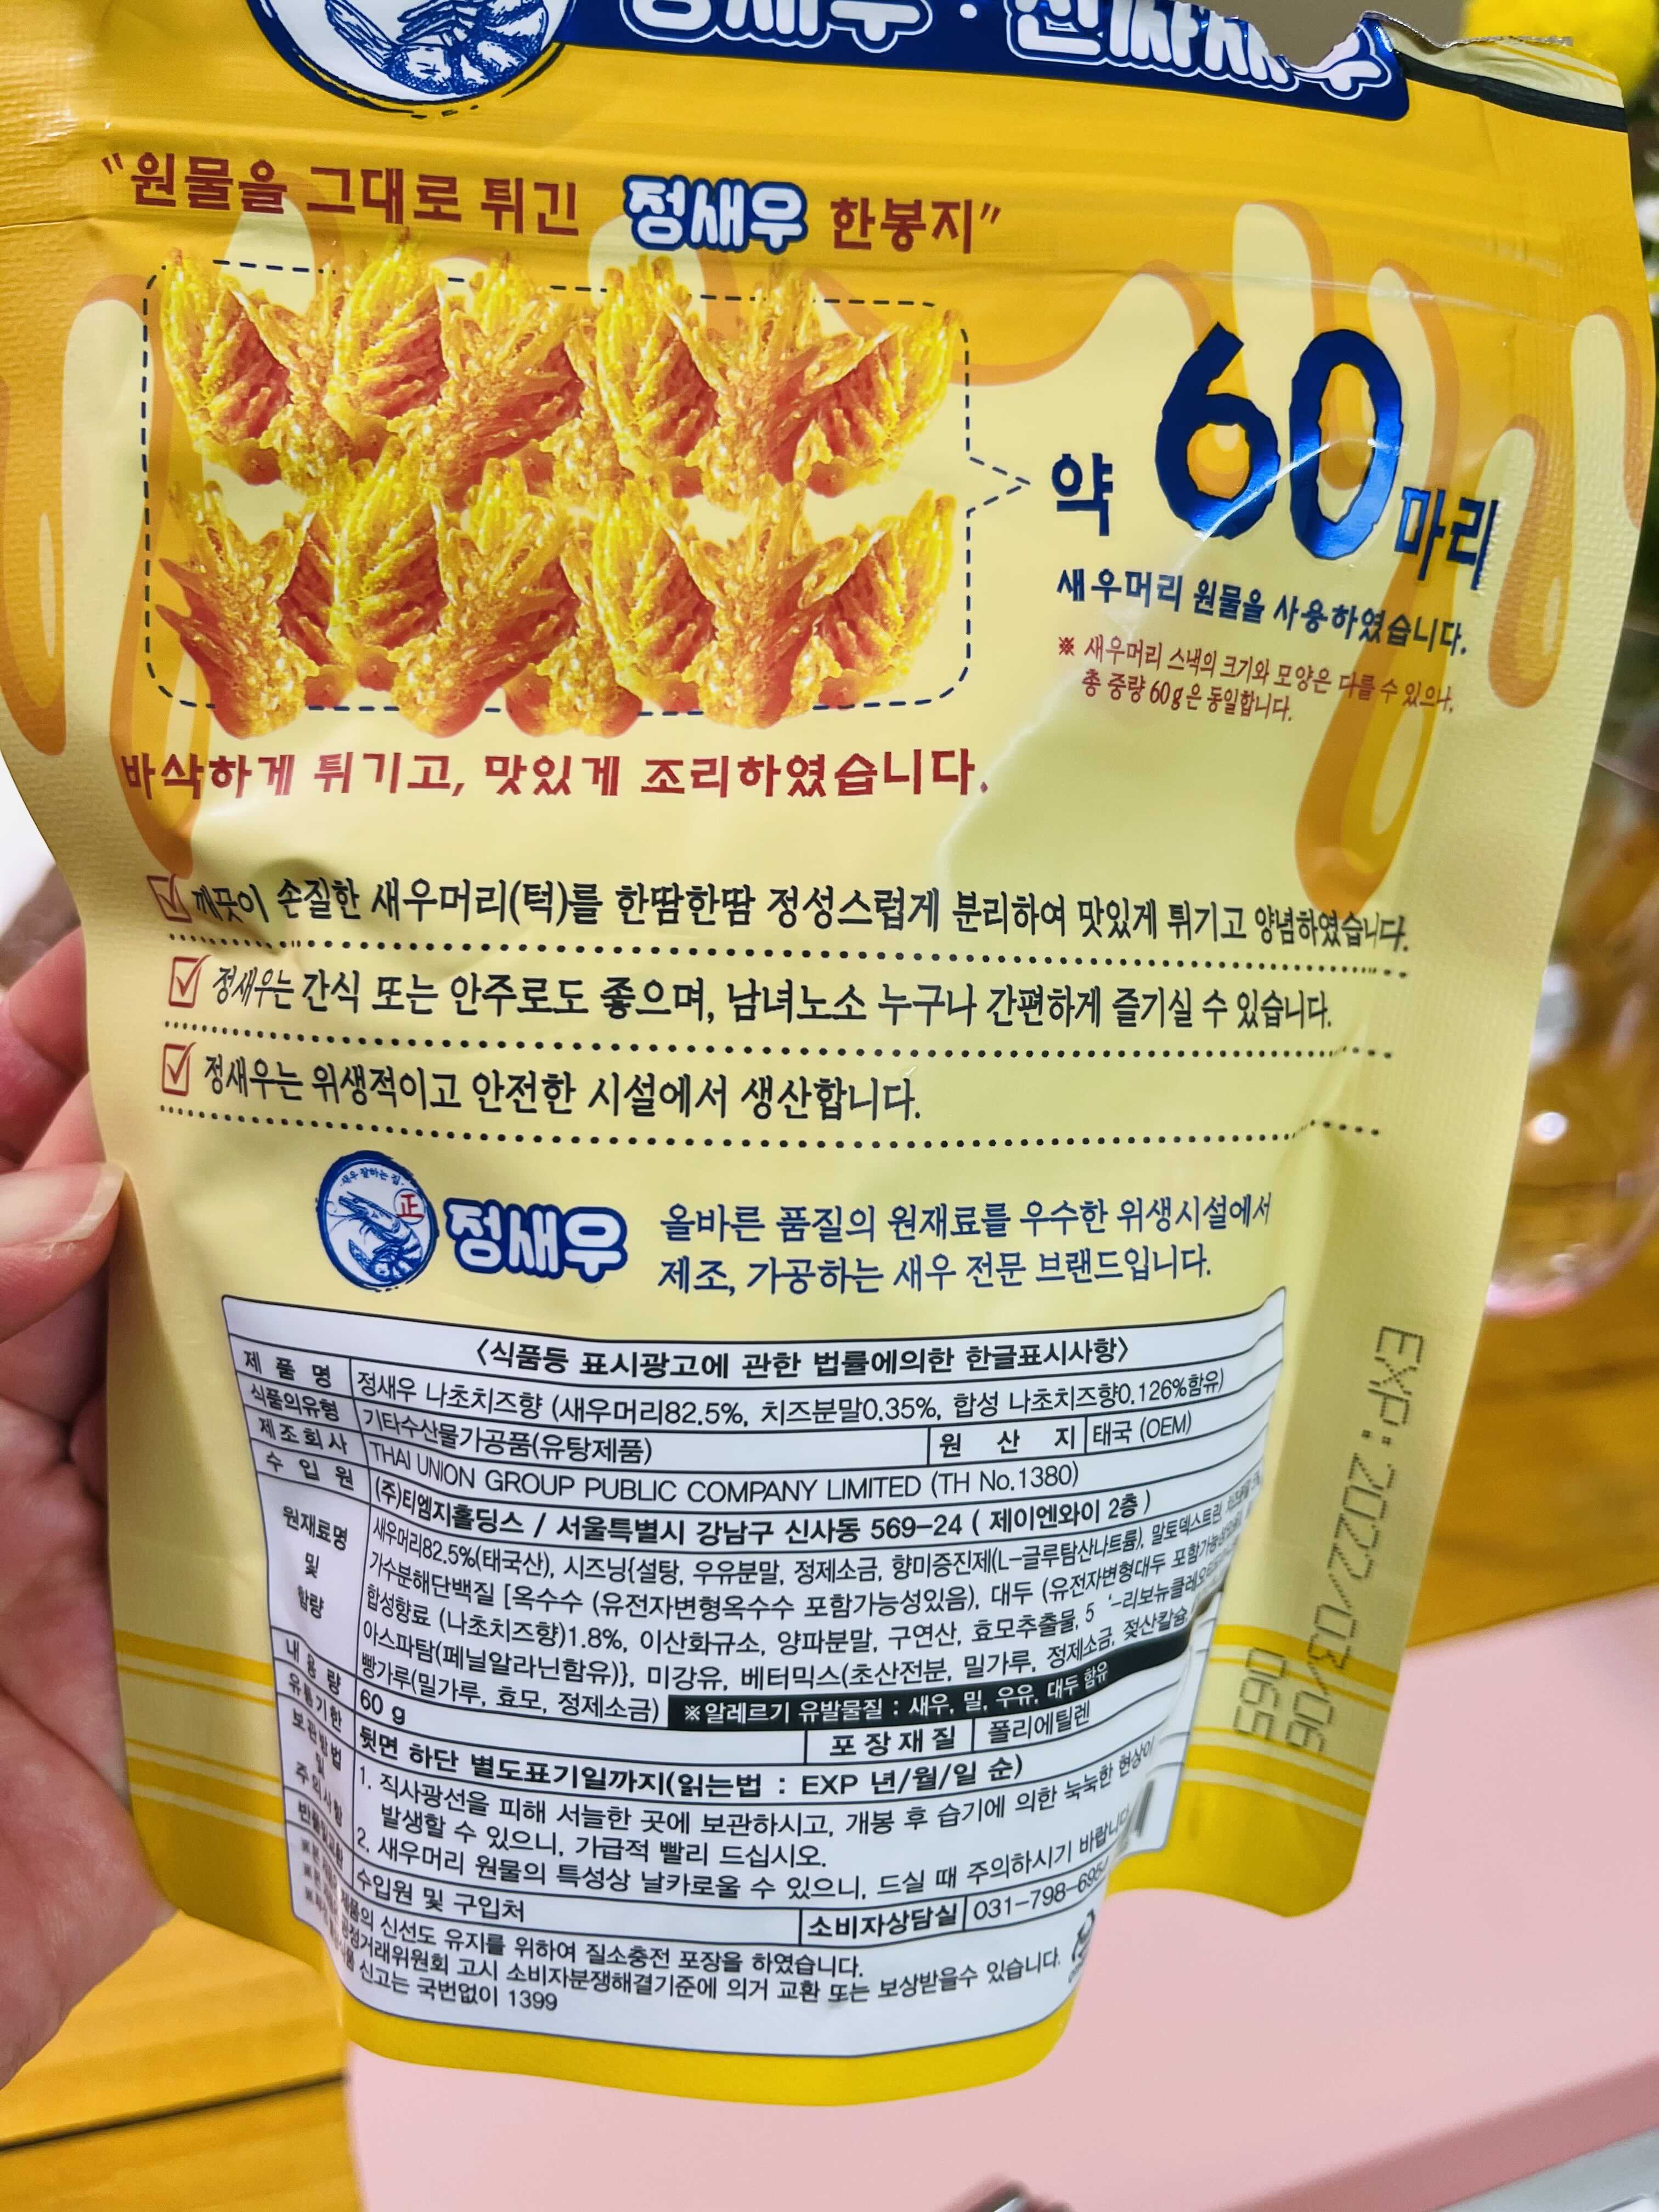 정새우·진짜새우
"원물을 그대로 튀긴 정새우 한봉지"
약 60마리
새우머리 원물을 사용하였습니다.
※ 새우머리 스낵의 크기와 모양은 다를 수 있으나,
총 중량 60g은 동일합니다.
바삭하게 튀기고, 맛있게 조리하였습니다.
깨끗이 손질한 새우머리(턱)를 한땀한땀 정성스럽게 분리하여 맛있게 튀기고 양념하였습니다.
정새우는 간식 또는 안주로도 좋으며, 남녀노소 누구나 간편하게 즐기실 수 있습니다.
정새우는 위생적이고 안전한 시설에서 생산합니다.
새우 잘하는 집
正
정새우
올바른 품질의 원재료를 우수한 위생시설에서
제조, 가공하는 새우 전문 브랜드입니다.
<식품등 표시광고에 관한 법률에의한 한글표시사항>
제품명 정새우 나초치즈향 (새우머리82.5%, 치즈분말0.35%, 합성 나초치즈향0.126%함유)
식품의유형 기타수산물가공품(유탕제품) 원산지 태국 (OEM)
제조회사 THAI UNION GROUP PUBLIC COMPANY LIMITED (TH No.1380)
수입원 (주)티엠지홀딩스 / 서울특별시 강남구 신사동 569-24 ( 제이엔와이 2층 )
원재료명 및 함량
새우머리82.5%(태국산), 시즈닝{설탕, 우유분말, 정제소금, 향미증진제(L-글루탐산나트륨), 말토덱스트린,
가수분해단백질 [옥수수 (유전자변형옥수수 포함가능성있음), 대두 (유전자변형대두
합성향료 (나초치즈향)1.8%, 이산화규소, 양파분말, 구연산, 효모추출물, 5'-리보뉴클레오
아스파탐(페닐알라닌함유)}, 미강유, 베터믹스(초산전분, 밀가루, 정제소금, 젖산칼슘,
빵가루(밀가루, 효모, 정제소금) ※알레르기 유발물질 : 새우, 밀, 우유, 대두 함유
내용량 60 g 포장재질 폴리에틸렌
유통기한 뒷면 하단 별도표기일까지(읽는법 : EXP 년/월/일 순)
보관방법 및 주의사항
1. 직사광선을 피해 서늘한 곳에 보관하시고, 개봉 후 습기에 의한 눅눅한 현상이
발생할 수 있으니, 가급적 빨리 드십시오.
2. 새우머리 원물의 특성상 날카로울 수 있으니, 드실 때 주의하시기 바랍니다
반품및교환 수입원 및 구입처 소비자상담실 031-798-695
제품의 신선도 유지를 위하여 질소충전 포장을 하였습니다.
공정거래위원회 고시 소비자분쟁해결기준에 의거 교환 또는 보상받을수 있습니다.
신고는 국번없이 1399
EXP:2022/03/06
065